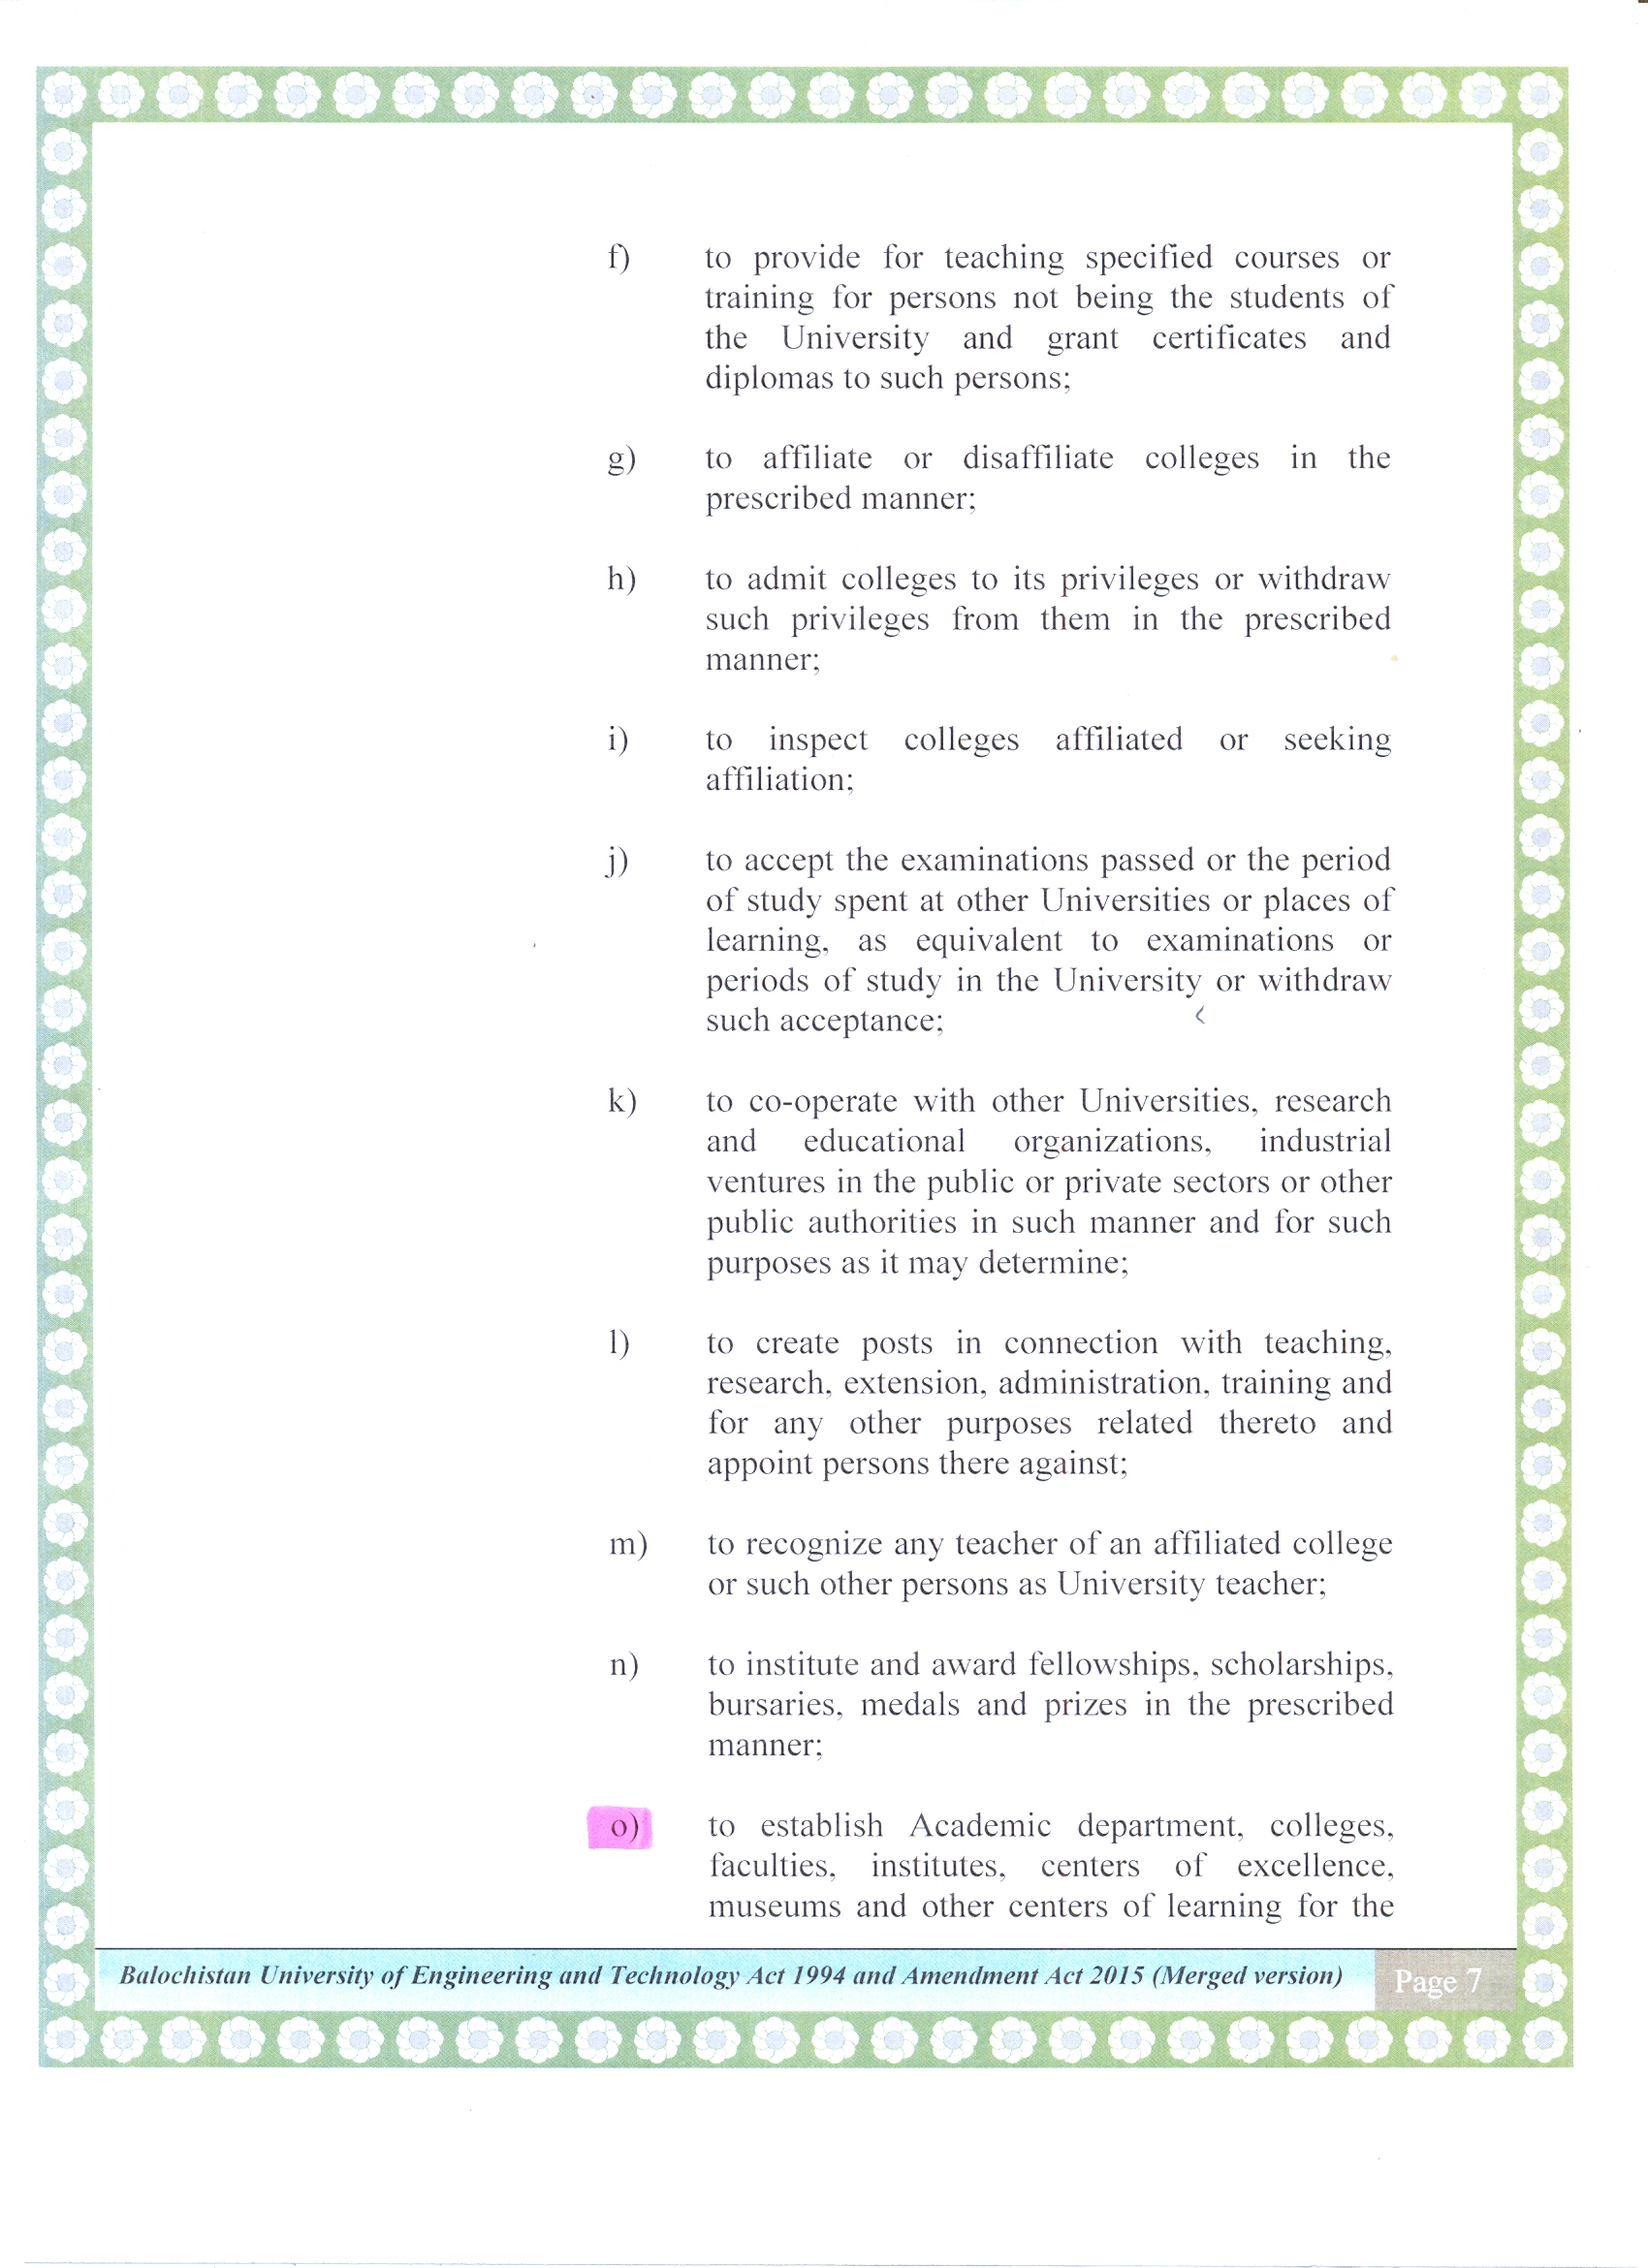 f) to provide for teaching specified courses or
training for persons not being the students of
the University and grant certificates and
diplomas to such persons;
g) to affiliate or disaffiliate colleges in the
prescribed manner;
h) to admit colleges to its privileges or withdraw
such privileges from them in the prescribed
manner;
i) to inspect colleges affiliated or seeking
affiliation;
j) to accept the examinations passed or the period
of study spent at other Universities or places of
learning, as equivalent to examinations or
periods of study in the University or withdraw
such acceptance;
k) to co-operate with other Universities, research
and educational organizations, industrial
ventures in the public or private sectors or other
public authorities in such manner and for such
purposes as it may determine;
l) to create posts in connection with teaching,
research, extension, administration, training and
for any other purposes related thereto and
appoint persons there against;
m) to recognize any teacher of an affiliated college
or such other persons as University teacher;
n) to institute and award fellowships, scholarships,
bursaries, medals and prizes in the prescribed
manner;
o) to establish Academic department, colleges,
faculties, institutes, centers of excellence,
museums and other centers of learning for the
Balochistan University of Engineering and Technology Act 1994 and Amendment Act 2015 (Merged version) Page 7